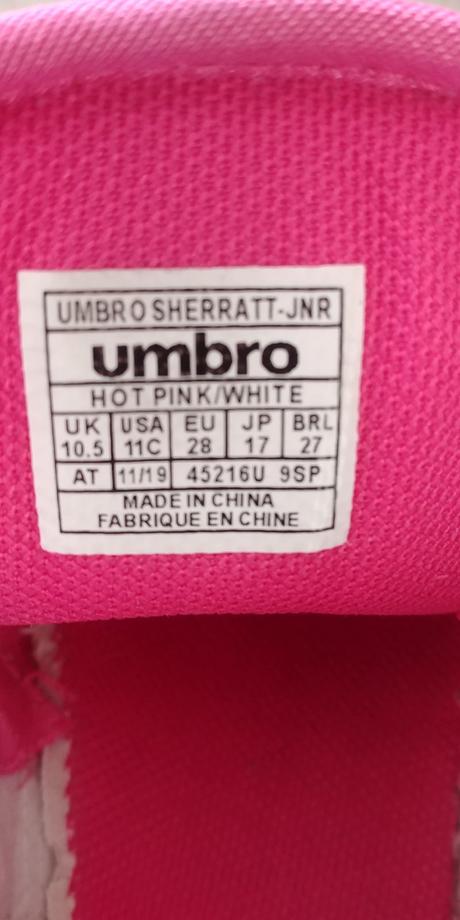 UMBRO SHERRATT-JNR
umbro
HOT PINK/WHITE
UK USA EU JP BRL
10.5 11C 28 17 27
AT 11/19 45216U 9SP
MADE IN CHINA
FABRIQUE EN CHINE